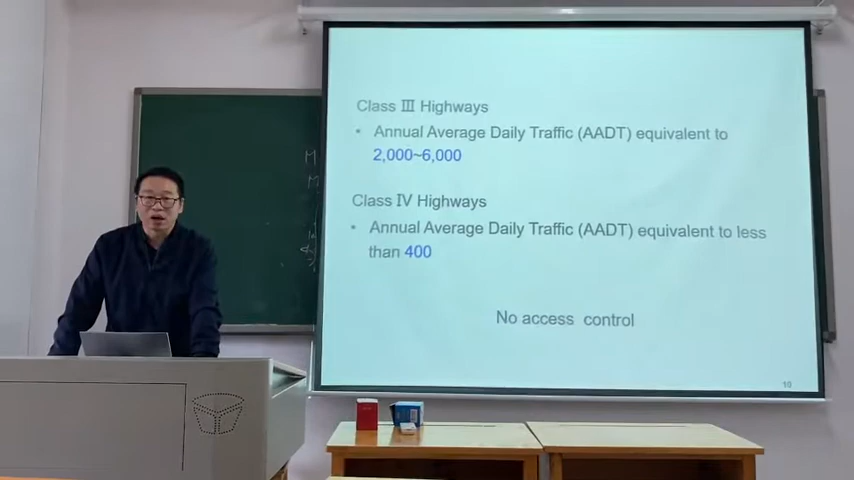 Class Ⅲ Highways
• Annual Average Daily Traffic (AADT) equivalent to
2,000~6,000
Class Ⅳ Highways
• Annual Average Daily Traffic (AADT) equivalent to less
than 400
No access control
10